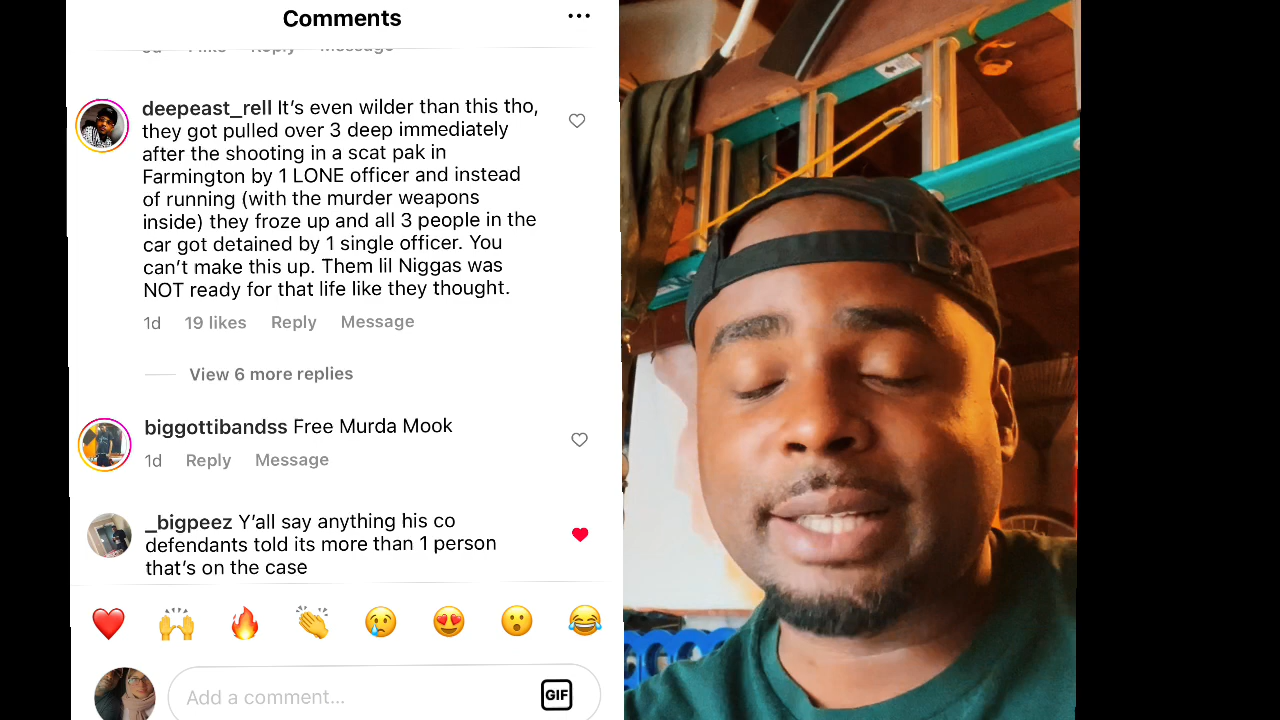 Comments
deepeast_rell It’s even wilder than this tho,
they got pulled over 3 deep immediately
after the shooting in a scat pak in
Farmington by 1 LONE officer and instead
of running (with the murder weapons
inside) they froze up and all 3 people in the
car got detained by 1 single officer. You
can’t make this up. Them lil Niggas was
NOT ready for that life like they thought.
1d 19 likes Reply Message
View 6 more replies
biggottibandss Free Murda Mook
1d Reply Message
_bigpeez Y’all say anything his co
defendants told its more than 1 person
that’s on the case
Add a comment...
GIF